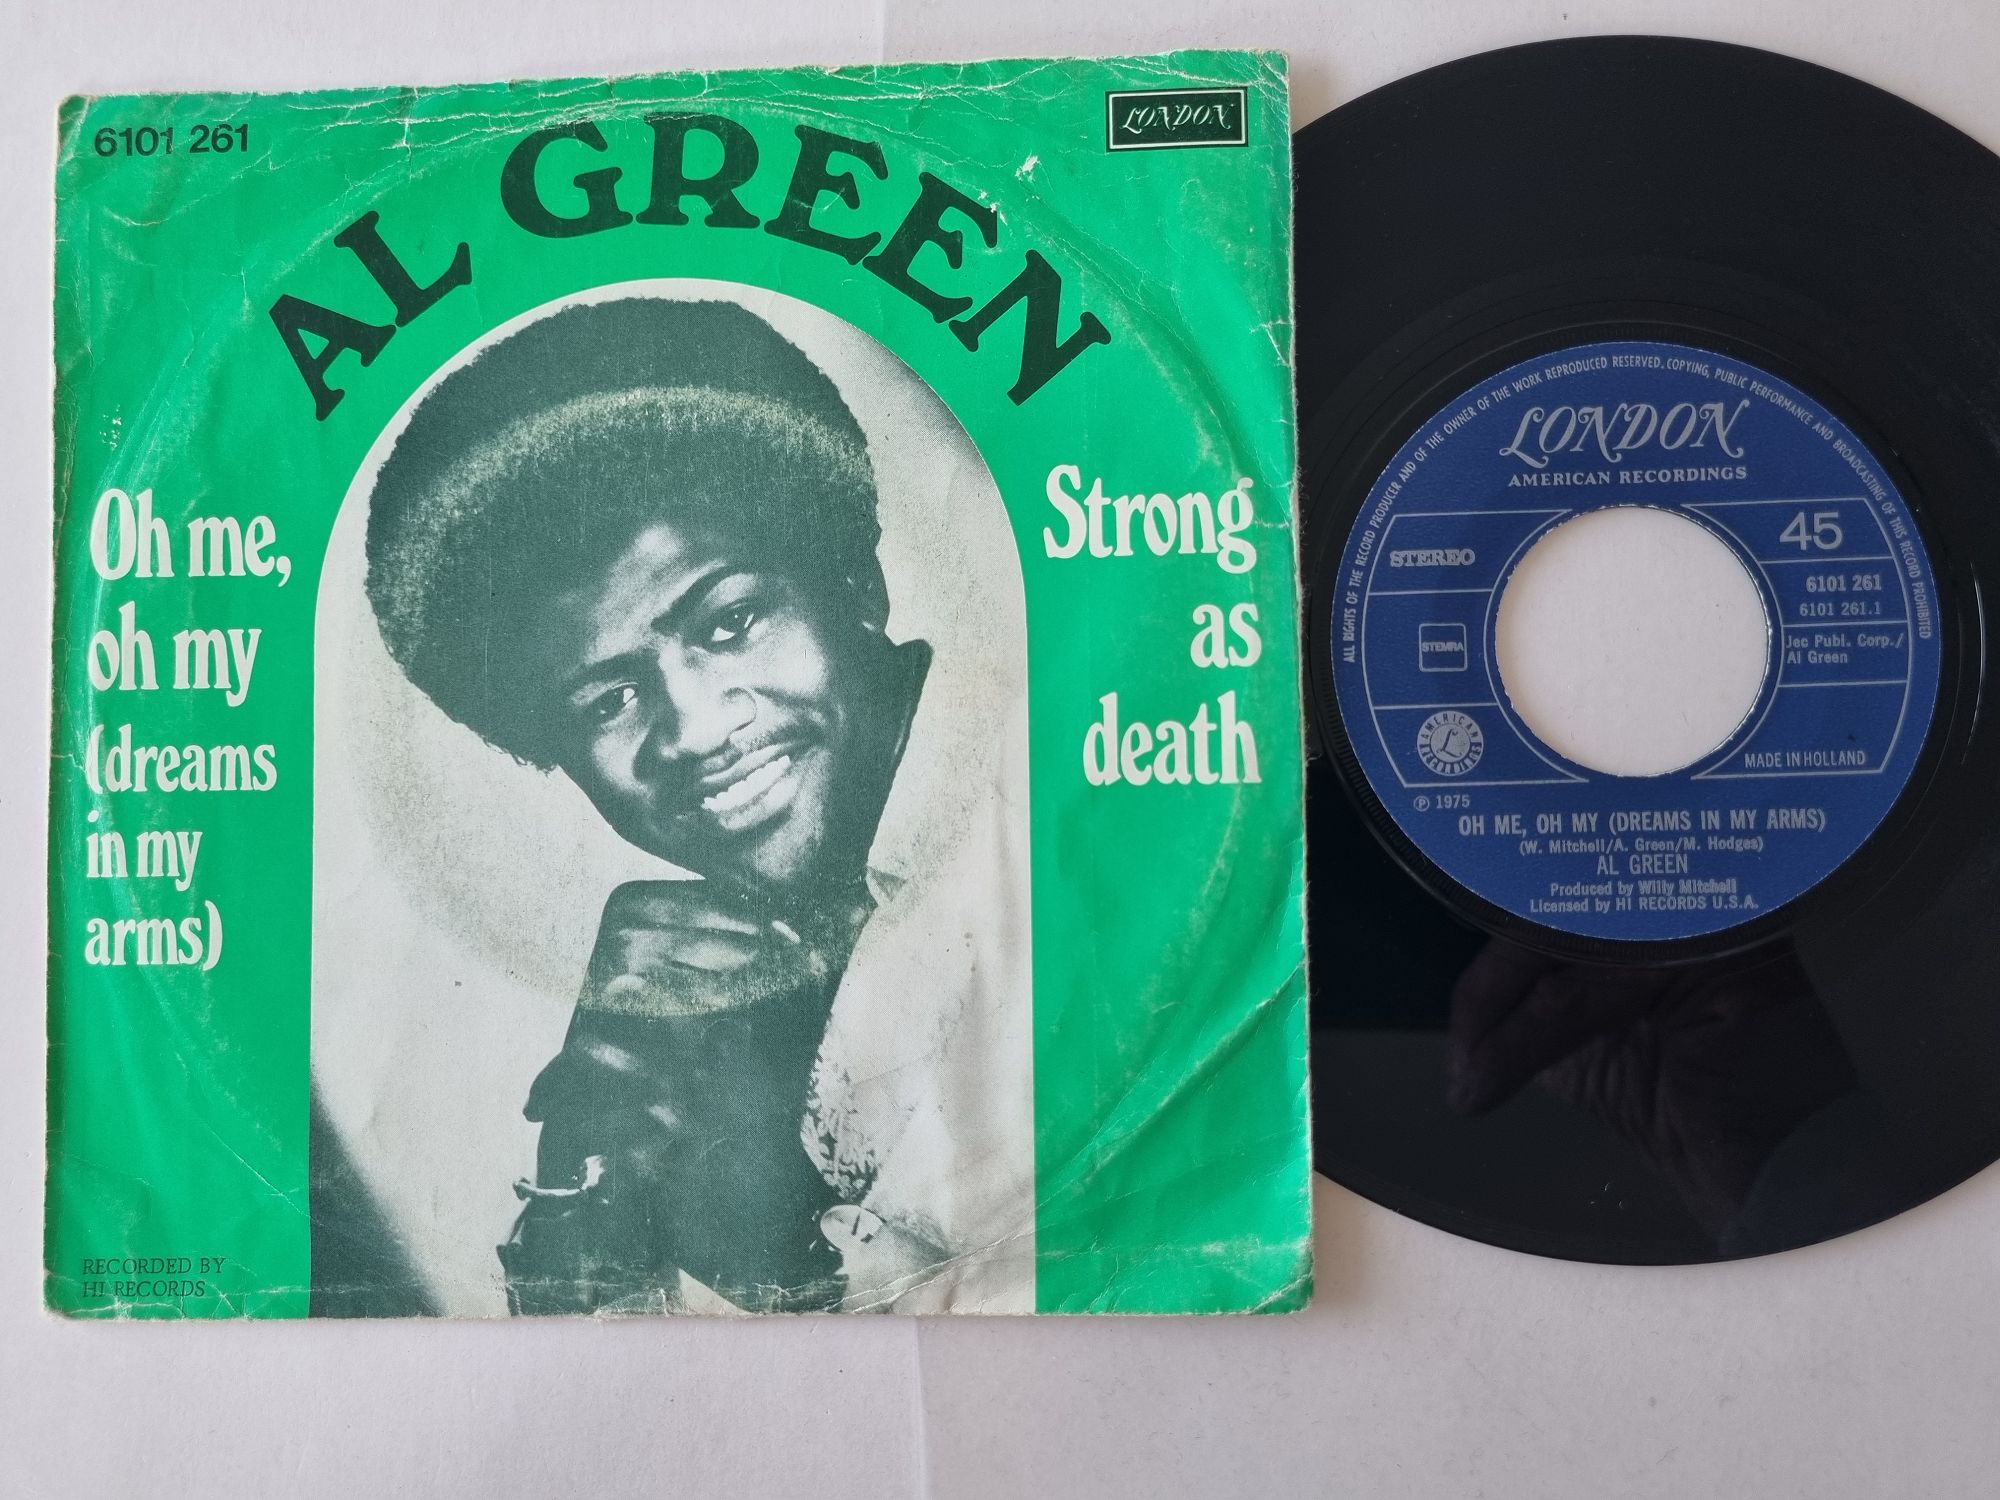 6101 261
LONDON
AL GREEN
Oh me,
oh my
(dreams
in my
arms)
Strong
as
death
RECORDED BY
HI RECORDS
ALL RIGHTS OF THE RECORD PRODUCER AND OF THE OWNER OF THE WORK REPRODUCED RESERVED. COPYING, PUBLIC PERFORMANCE AND BROADCASTING OF THIS RECORD PROHIBITED
LONDON
AMERICAN RECORDINGS
STEREO
45
6101 261
6101 261.1
STEMRA
Jec Publ. Corp./
Al Green
AMERICAN
L
RECORDINGS
MADE IN HOLLAND
℗ 1975
OH ME, OH MY (DREAMS IN MY ARMS)
(W. Mitchell/A. Green/M. Hodges)
AL GREEN
Produced by Willy Mitchell
Licensed by HI RECORDS U.S.A.